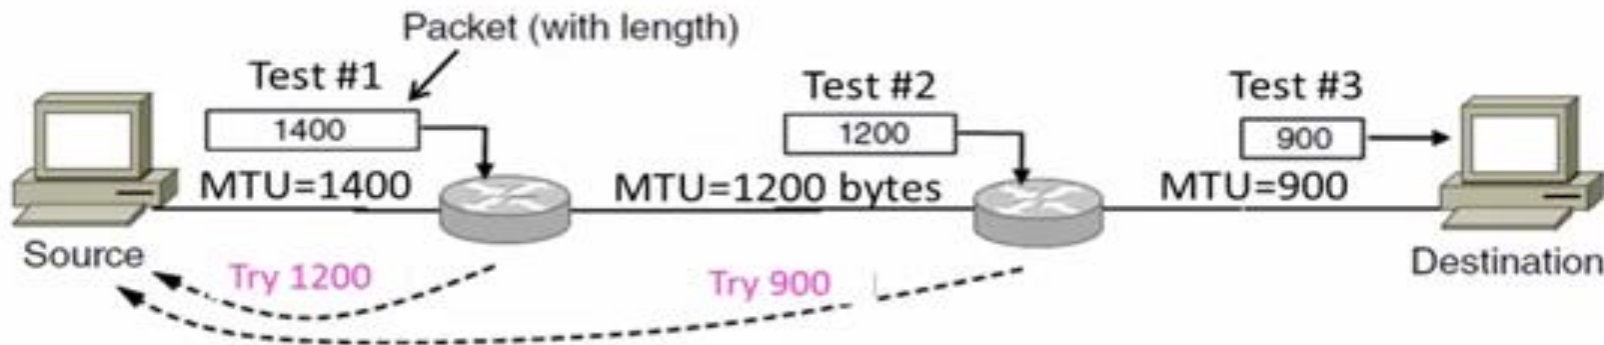 Packet (with length)
Test #1
Test #2
Test #3
1400
1200
900
MTU=1400
MTU=1200 bytes
MTU=900
Source
Try 1200
Try 900
Destination